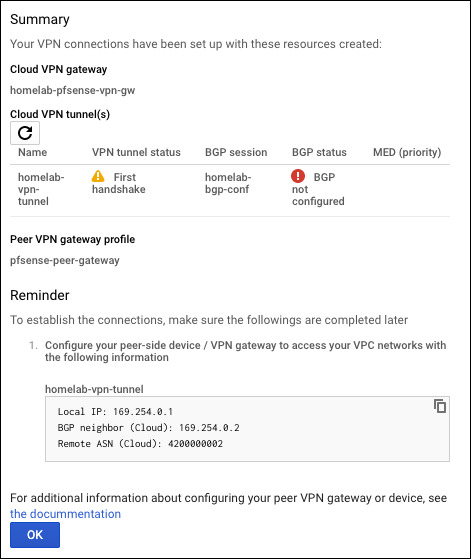 Summary
Your VPN connections have been set up with these resources created:
Cloud VPN gateway
homelab-pfsense-vpn-gw
Cloud VPN tunnel(s)
Name VPN tunnel status BGP session BGP status MED (priority)
homelab-vpn-tunnel First handshake homelab-bgp-conf BGP not configured
Peer VPN gateway profile
pfsense-peer-gateway
Reminder
To establish the connections, make sure the followings are completed later
1. Configure your peer-side device / VPN gateway to access your VPC networks with
the following information
homelab-vpn-tunnel
Local IP: 169.254.0.1
BGP neighbor (Cloud): 169.254.0.2
Remote ASN (Cloud): 4200000002
For additional information about configuring your peer VPN gateway or device, see
the docummentation
OK